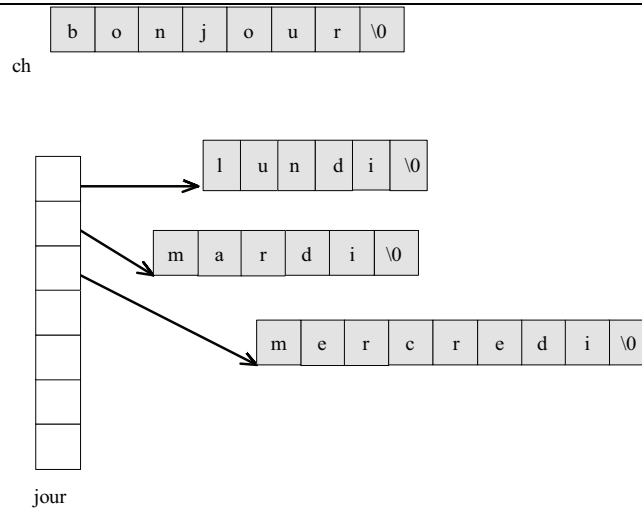 b o n j o u r \0
ch
l u n d i \0
m a r d i \0
m e r c r e d i \0
jour